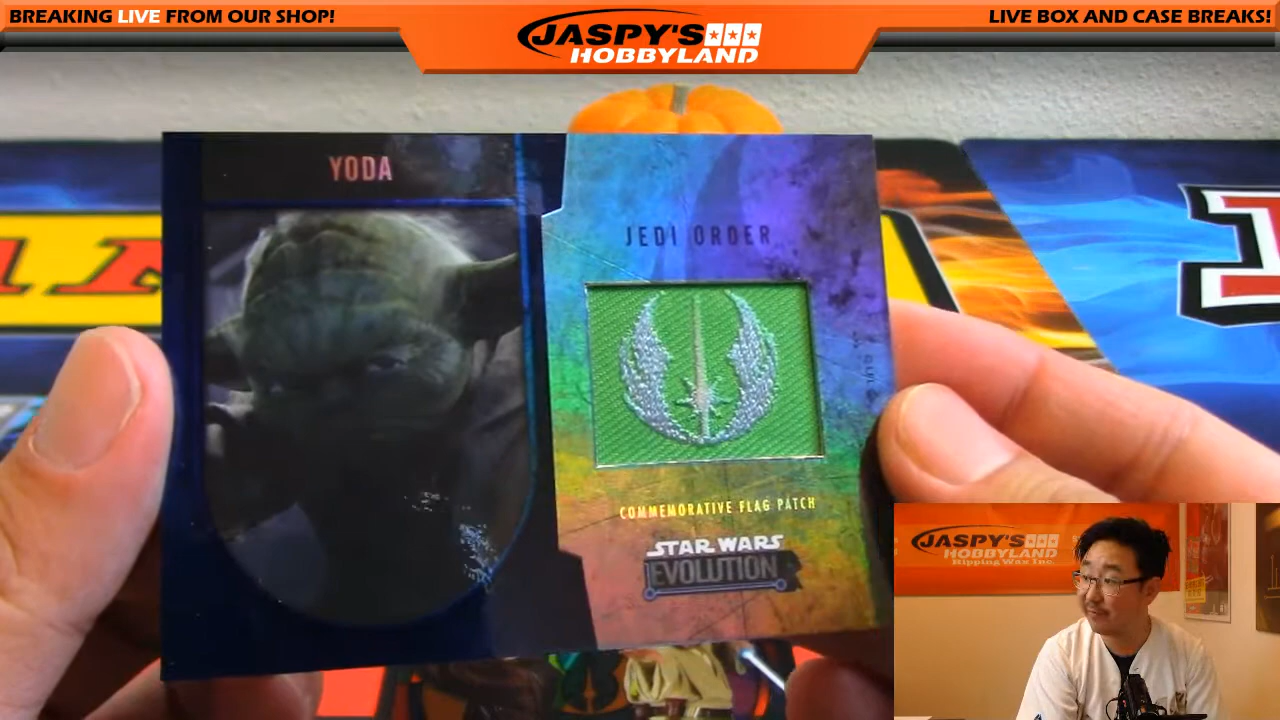 BREAKING LIVE FROM OUR SHOP!
JASPY'S
HOBBYLAND
LIVE BOX AND CASE BREAKS!
YODA
JEDI ORDER
COMMEMORATIVE FLAG PATCH
STAR WARS
EVOLUTION
JASPY'S
HOBBYLAND
Ripping Wax Inc.